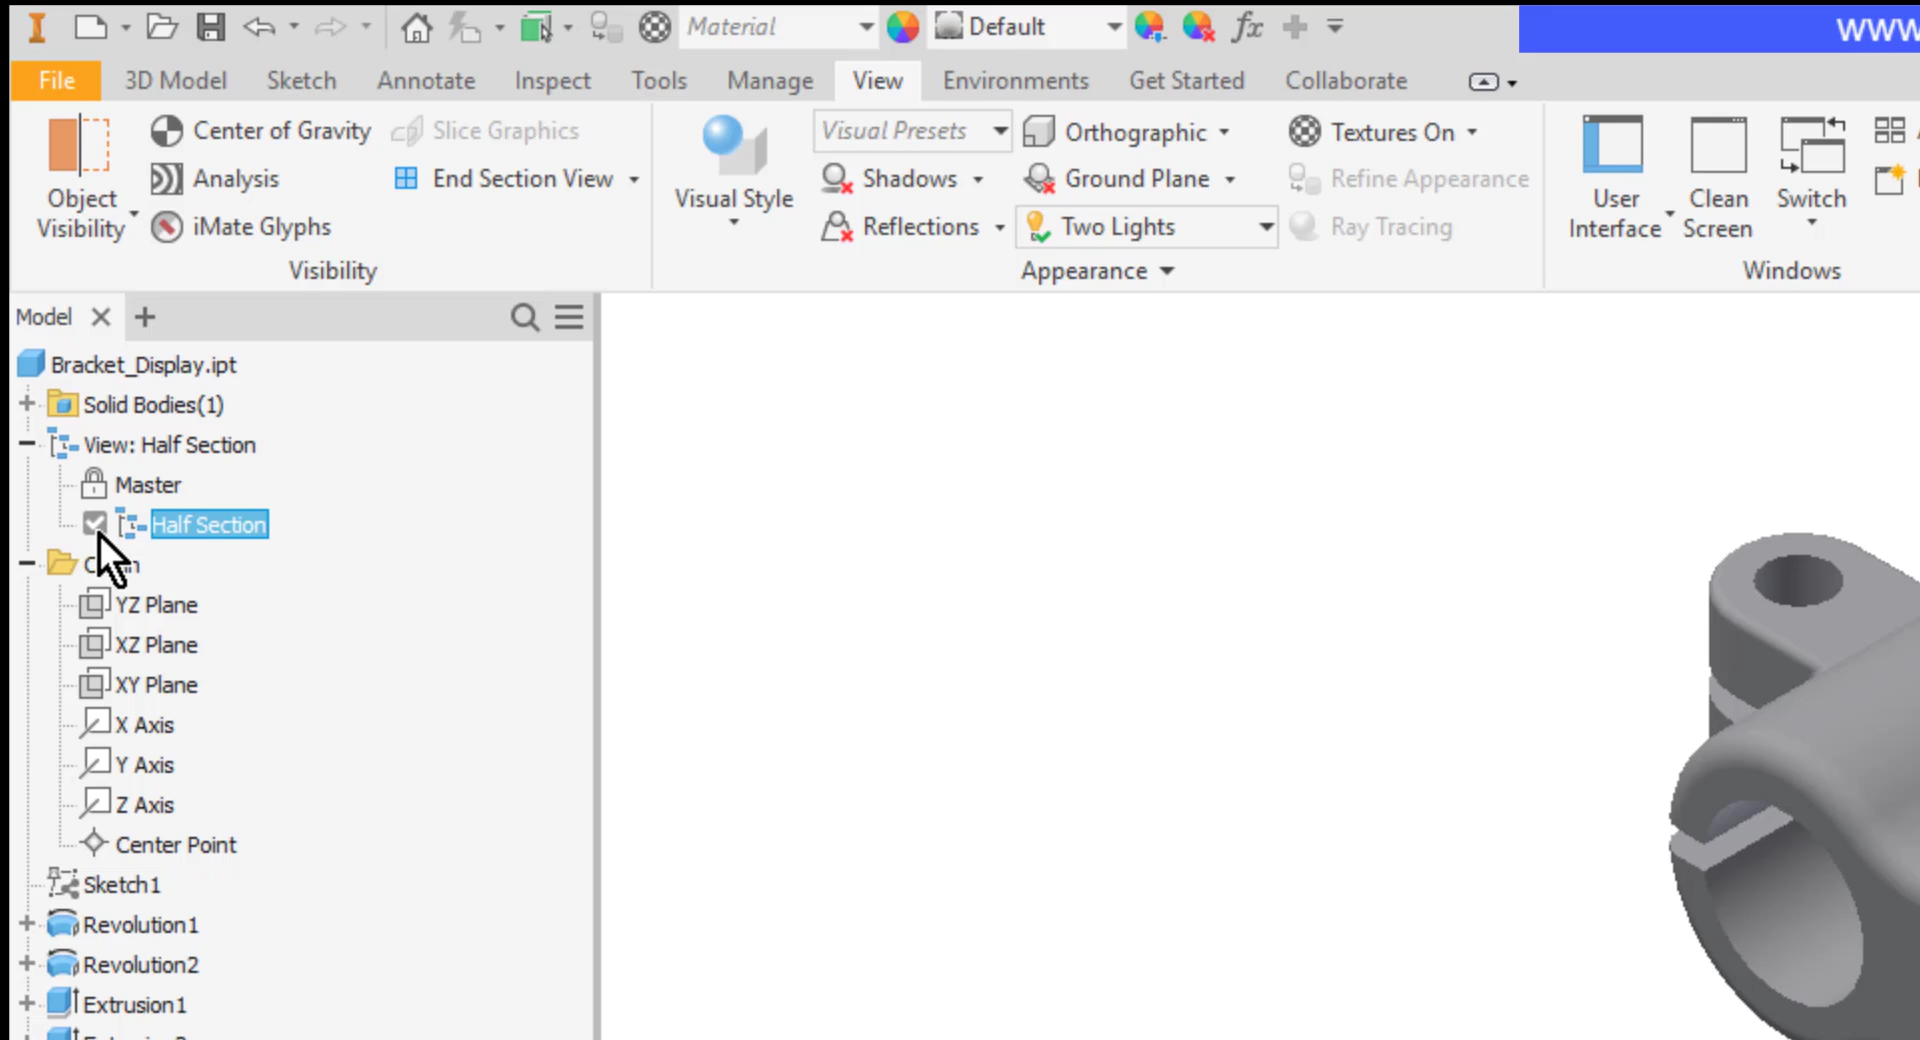 Material Default fx www
File 3D Model Sketch Annotate Inspect Tools Manage View Environments Get Started Collaborate
Object Visibility
Center of Gravity
Analysis
iMate Glyphs
Slice Graphics
End Section View
Visibility
Visual Style
Visual Presets
Shadows
Reflections
Orthographic
Ground Plane
Two Lights
Textures On
Refine Appearance
Ray Tracing
Appearance
User Interface
Clean Screen
Switch
Windows
Model
Bracket_Display.ipt
Solid Bodies(1)
View: Half Section
Master
Half Section
YZ Plane
XZ Plane
XY Plane
X Axis
Y Axis
Z Axis
Center Point
Sketch1
Revolution1
Revolution2
Extrusion1